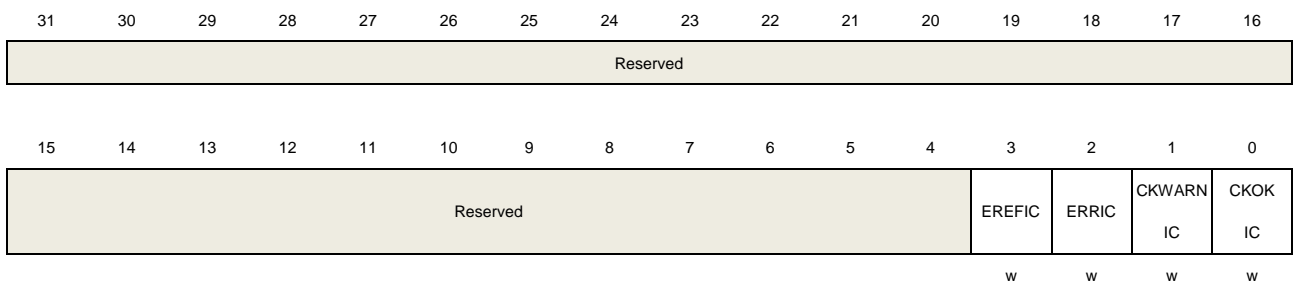 31 30 29 28 27 26 25 24 23 22 21 20 19 18 17 16
Reserved
15 14 13 12 11 10 9 8 7 6 5 4 3 2 1 0
Reserved EREFIC ERRIC CKWARN IC CKOK IC
w w w w